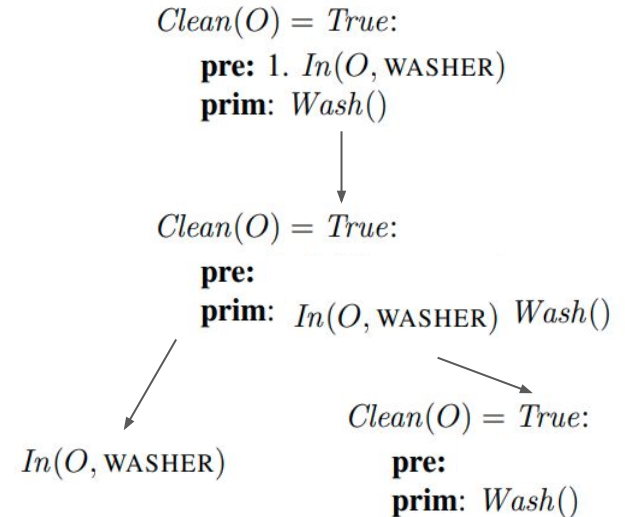 Clean(O) = True:
pre: 1. In(O, WASHER)
prim: Wash()
Clean(O) = True:
pre:
prim: In(O, WASHER) Wash()
In(O, WASHER)
Clean(O) = True:
pre:
prim: Wash()